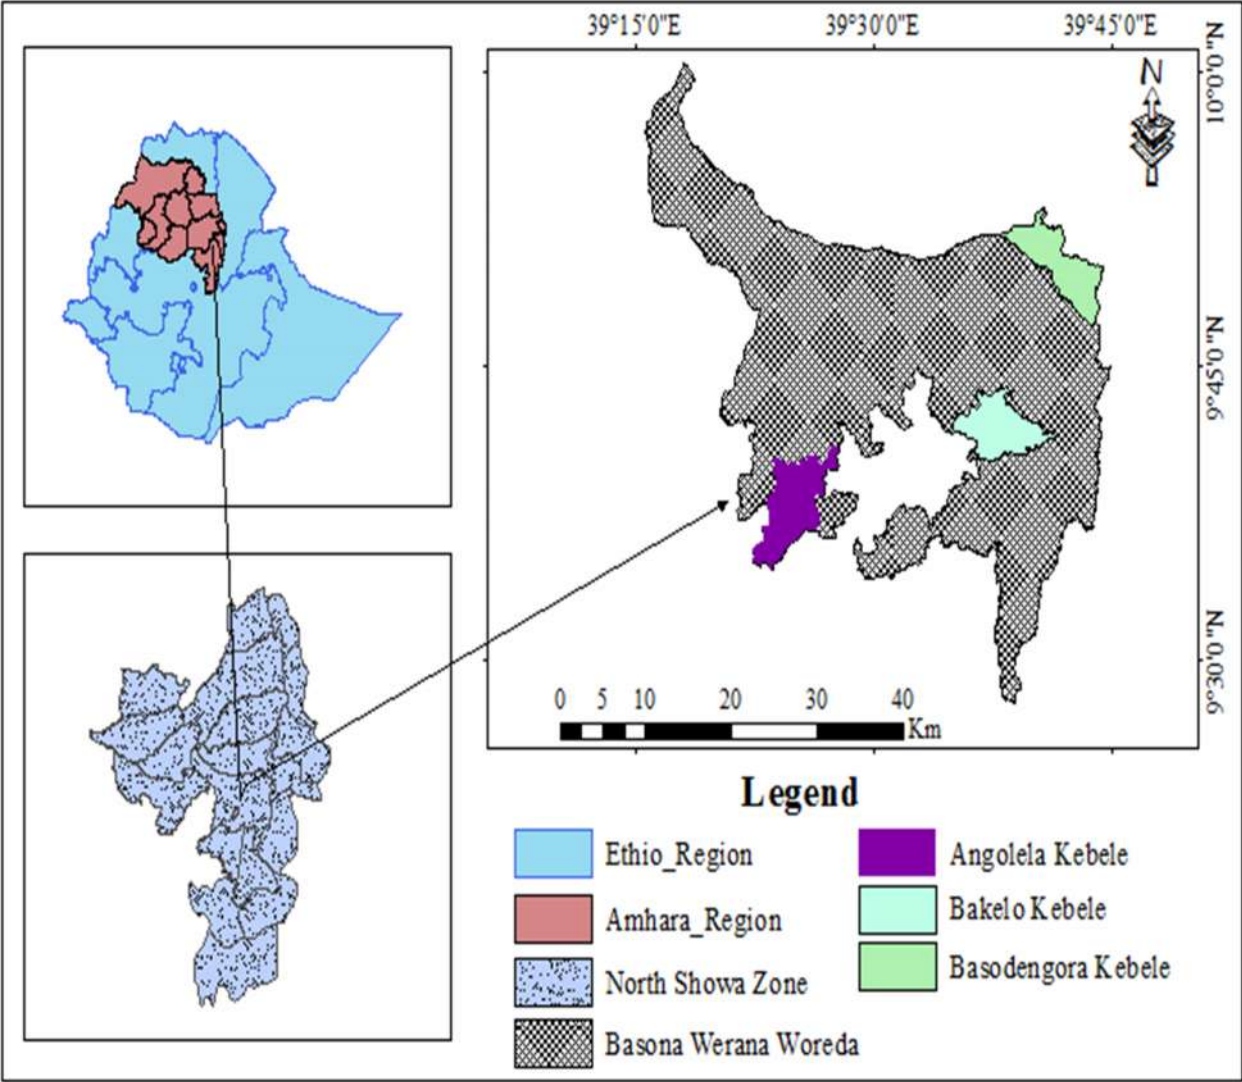 39°15'0"E 39°30'0"E 39°45'0"E
N
10°0'0"N
9°45'0"N
9°30'0"N
0 5 10 20 30 40
Km
Legend
Ethio_Region
Amhara_Region
North Showa Zone
Basona Werana Woreda
Angolela Kebele
Bakelo Kebele
Basodengora Kebele